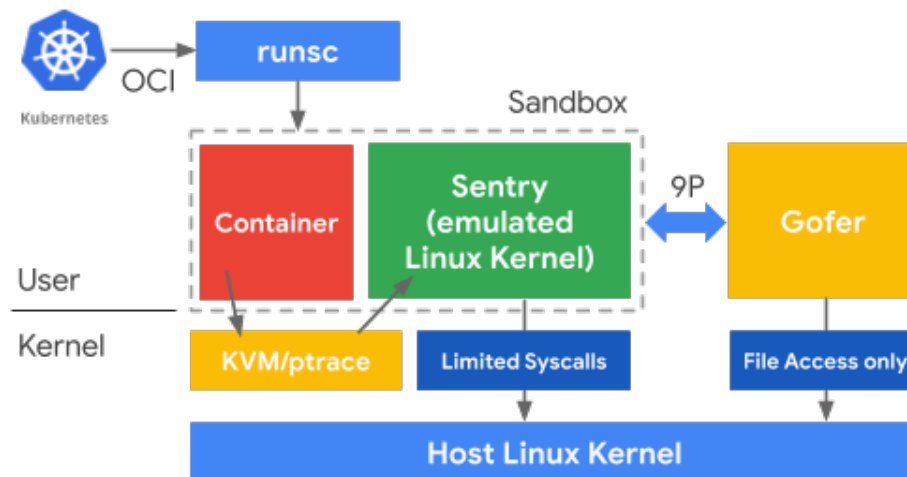 runsc
OCI
Kubernetes
Sandbox
Container
Sentry
(emulated
Linux Kernel)
9P
Gofer
User
Kernel
KVM/ptrace
Limited Syscalls
File Access only
Host Linux Kernel